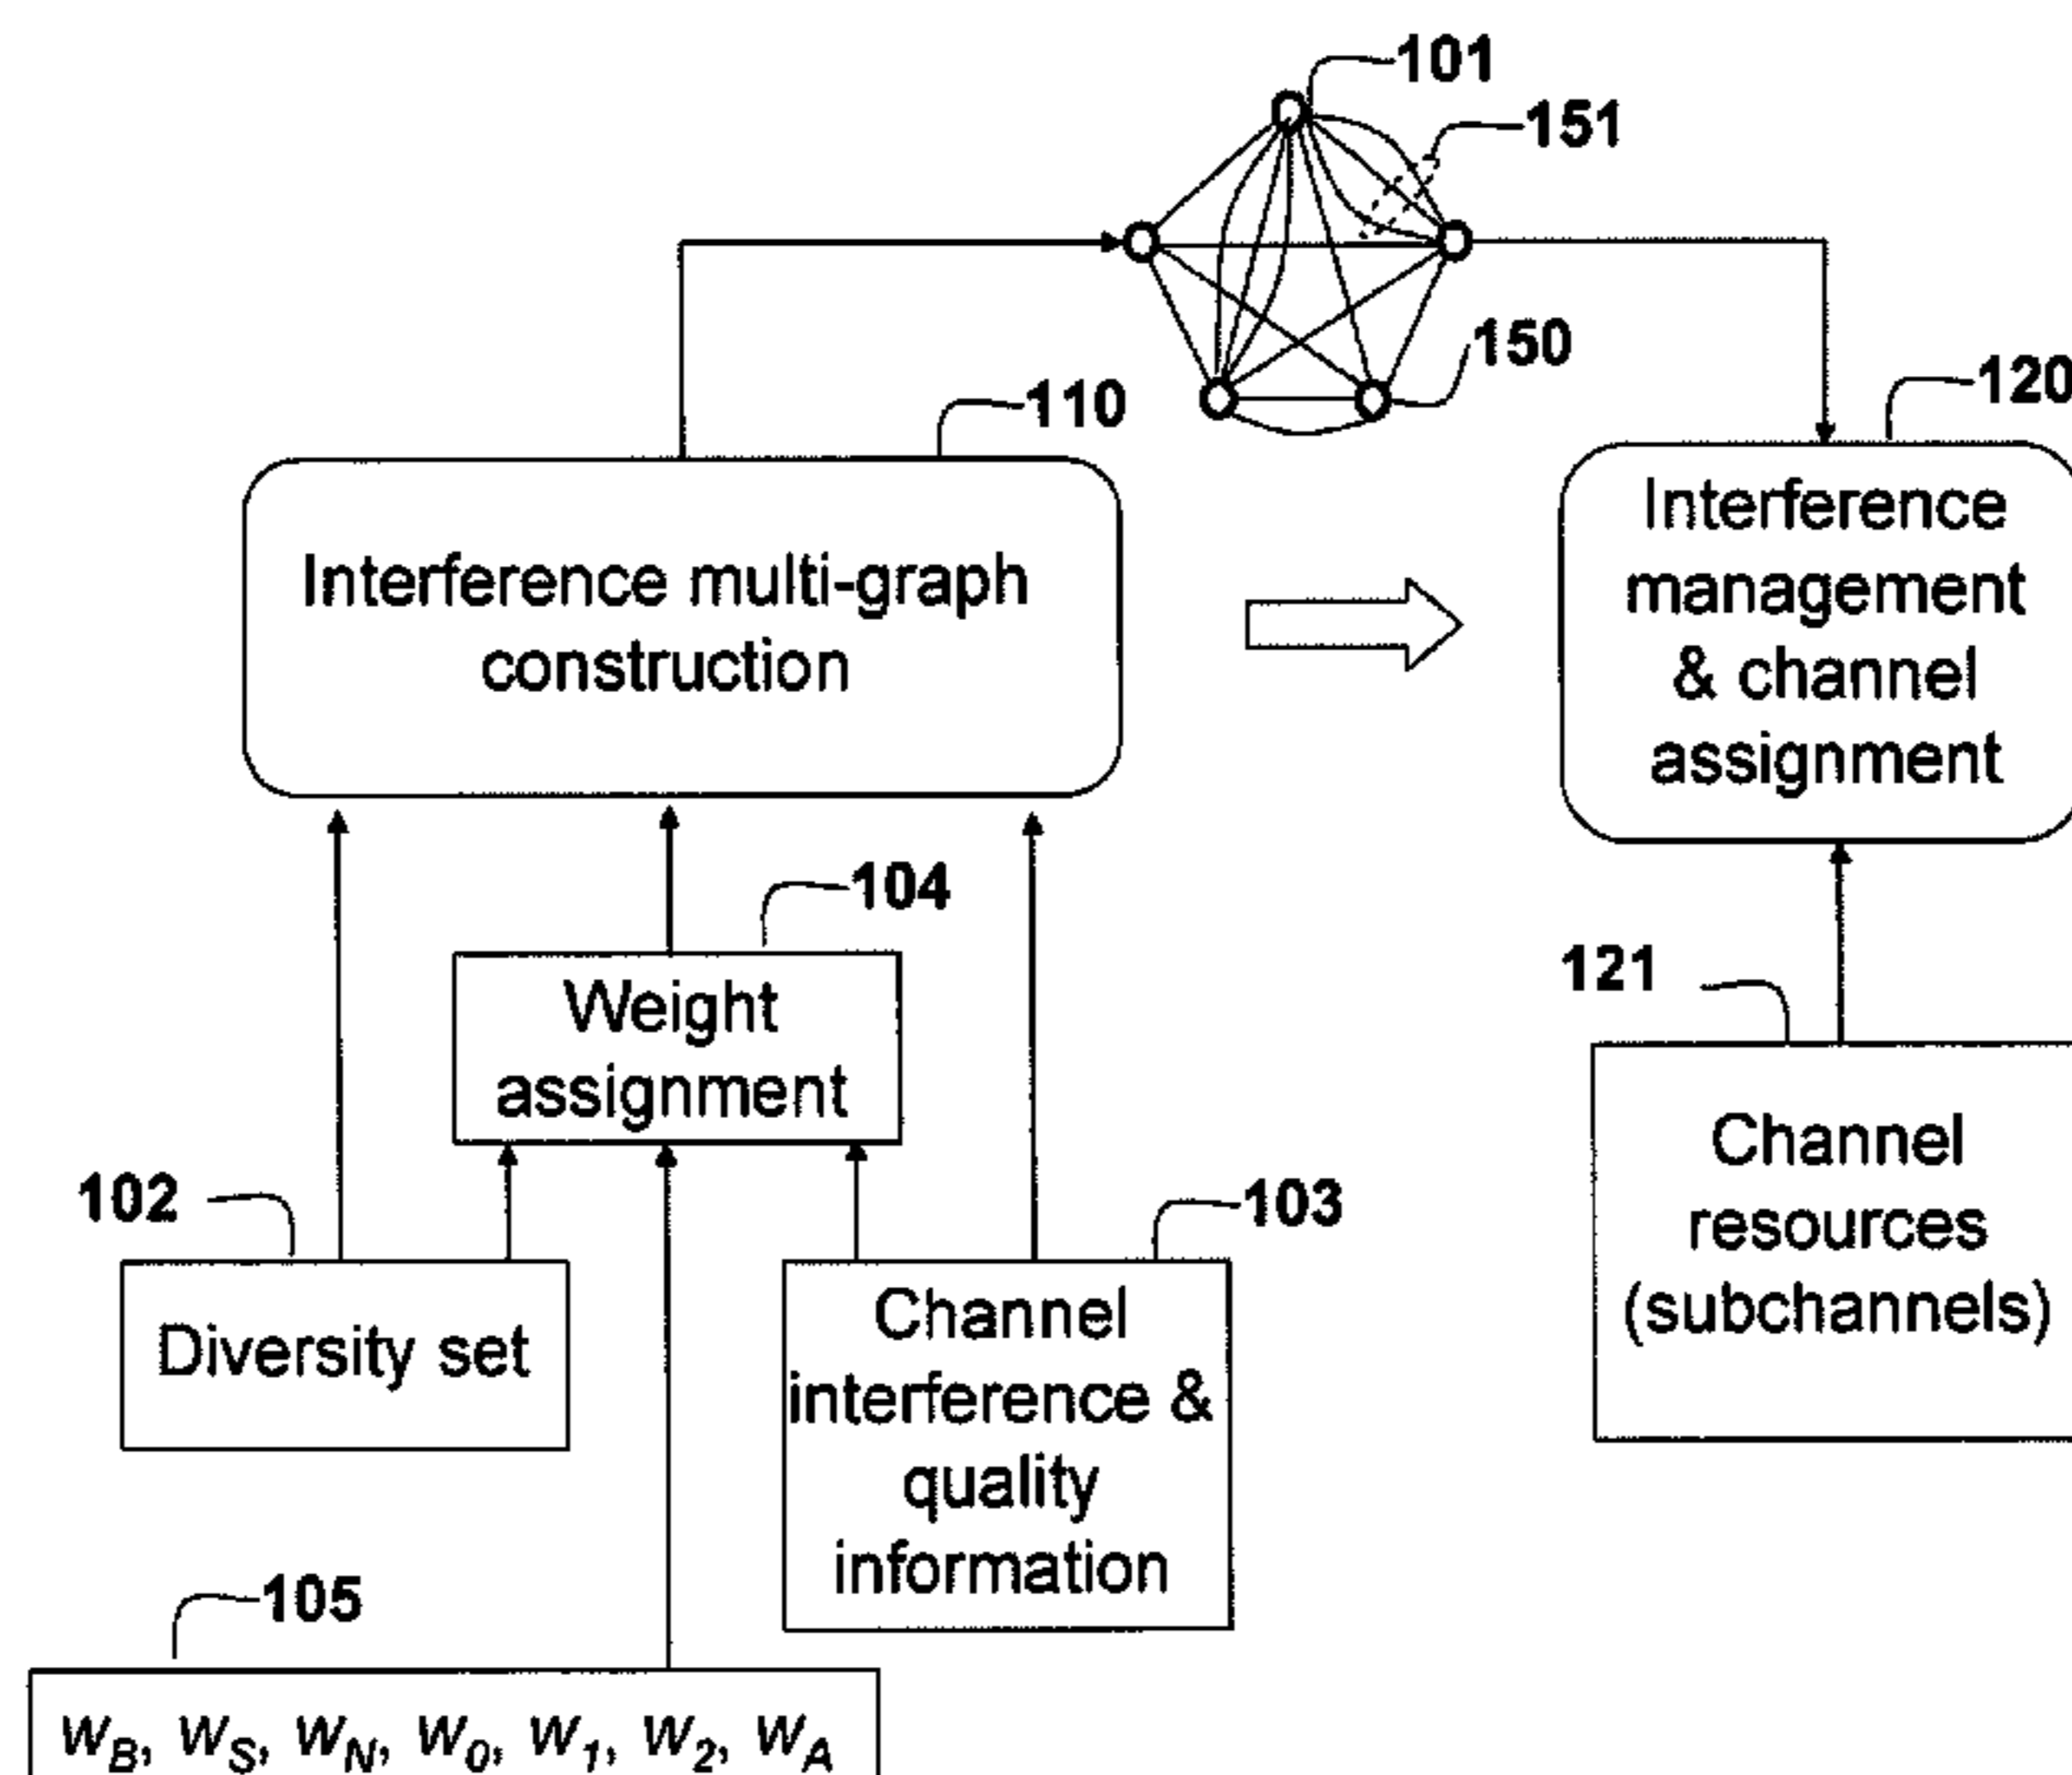 101
151
150
110
120
Interference multi-graph
construction
Interference
management
& channel
assignment
104
Weight
assignment
121
Channel
resources
(subchannels)
102
Diversity set
103
Channel
interference &
quality
information
105
w_B, w_S, w_N, w_0, w_1, w_2, w_A